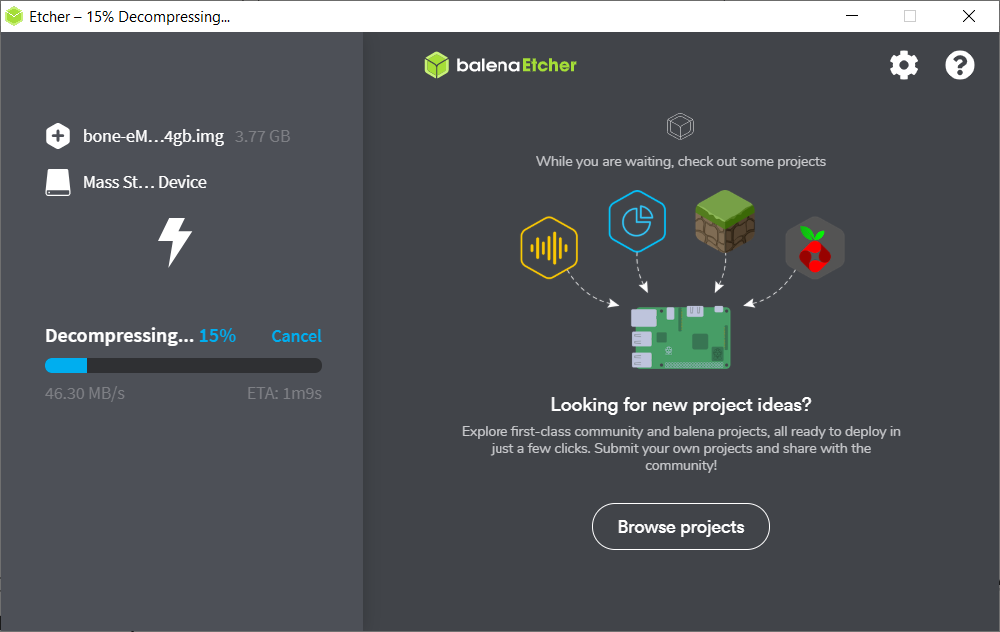 Etcher – 15% Decompressing...
balenaEtcher
bone-eM...4gb.img 3.77 GB
Mass St... Device
Decompressing... 15% Cancel
46.30 MB/s ETA: 1m9s
While you are waiting, check out some projects
Looking for new project ideas?
Explore first-class community and balena projects, all ready to deploy in
just a few clicks. Submit your own projects and share with the
community!
Browse projects